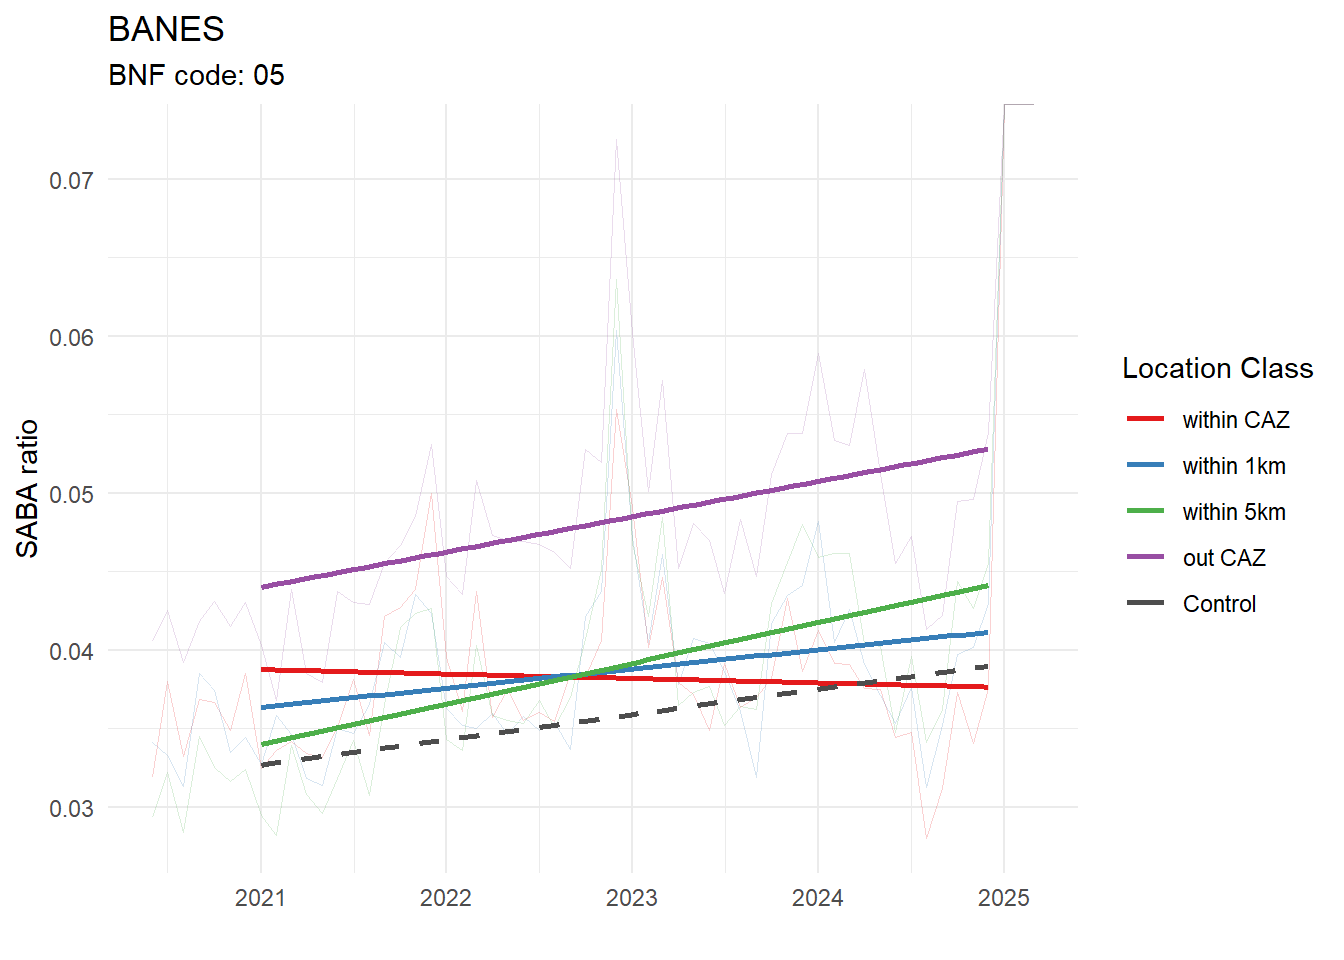 BANES
BNF code: 05
0.07
0.06
0.05
0.04
0.03
SABA ratio
2021
2022
2023
2024
2025
Location Class
within CAZ
within 1km
within 5km
out CAZ
Control